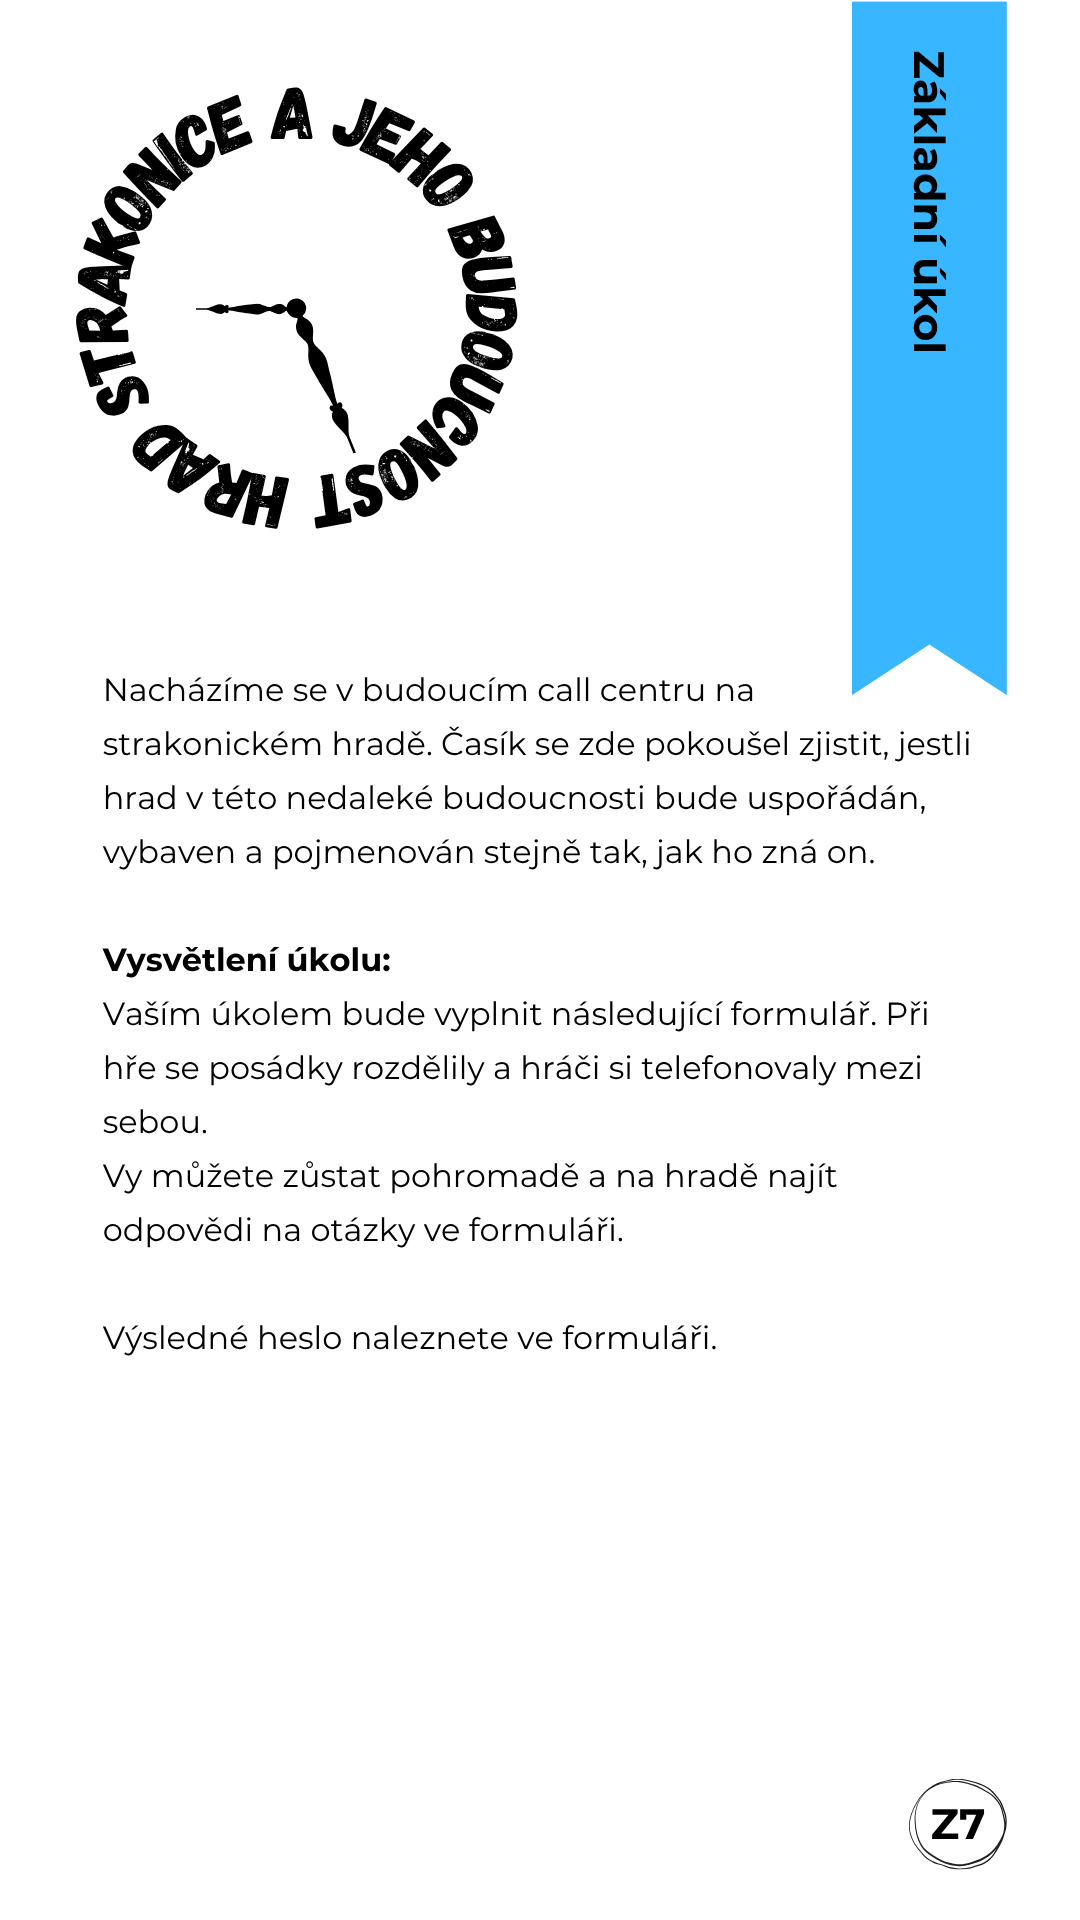 HRAD STRAKONICE A JEHO BUDOUCNOST
Základní úkol
Nacházíme se v budoucím call centru na
strakonickém hradě. Časík se zde pokoušel zjistit, jestli
hrad v této nedaleké budoucnosti bude uspořádán,
vybaven a pojmenován stejně tak, jak ho zná on.
Vysvětlení úkolu:
Vaším úkolem bude vyplnit následující formulář. Při
hře se posádky rozdělily a hráči si telefonovaly mezi
sebou.
Vy můžete zůstat pohromadě a na hradě najít
odpovědi na otázky ve formuláři.
Výsledné heslo naleznete ve formuláři.
Z7